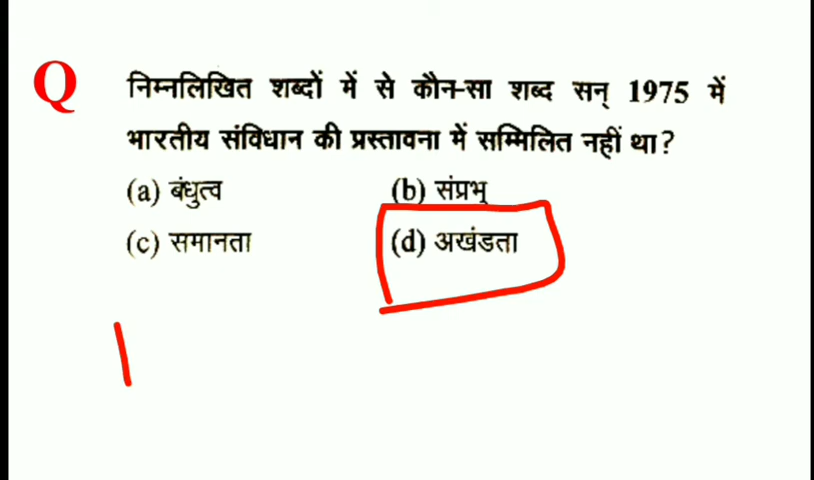 Q निम्नलिखित शब्दों में से कौन-सा शब्द सन् 1975 में
भारतीय संविधान की प्रस्तावना में सम्मिलित नहीं था?
(a) बंधुत्व (b) संप्रभु
(c) समानता (d) अखंडता